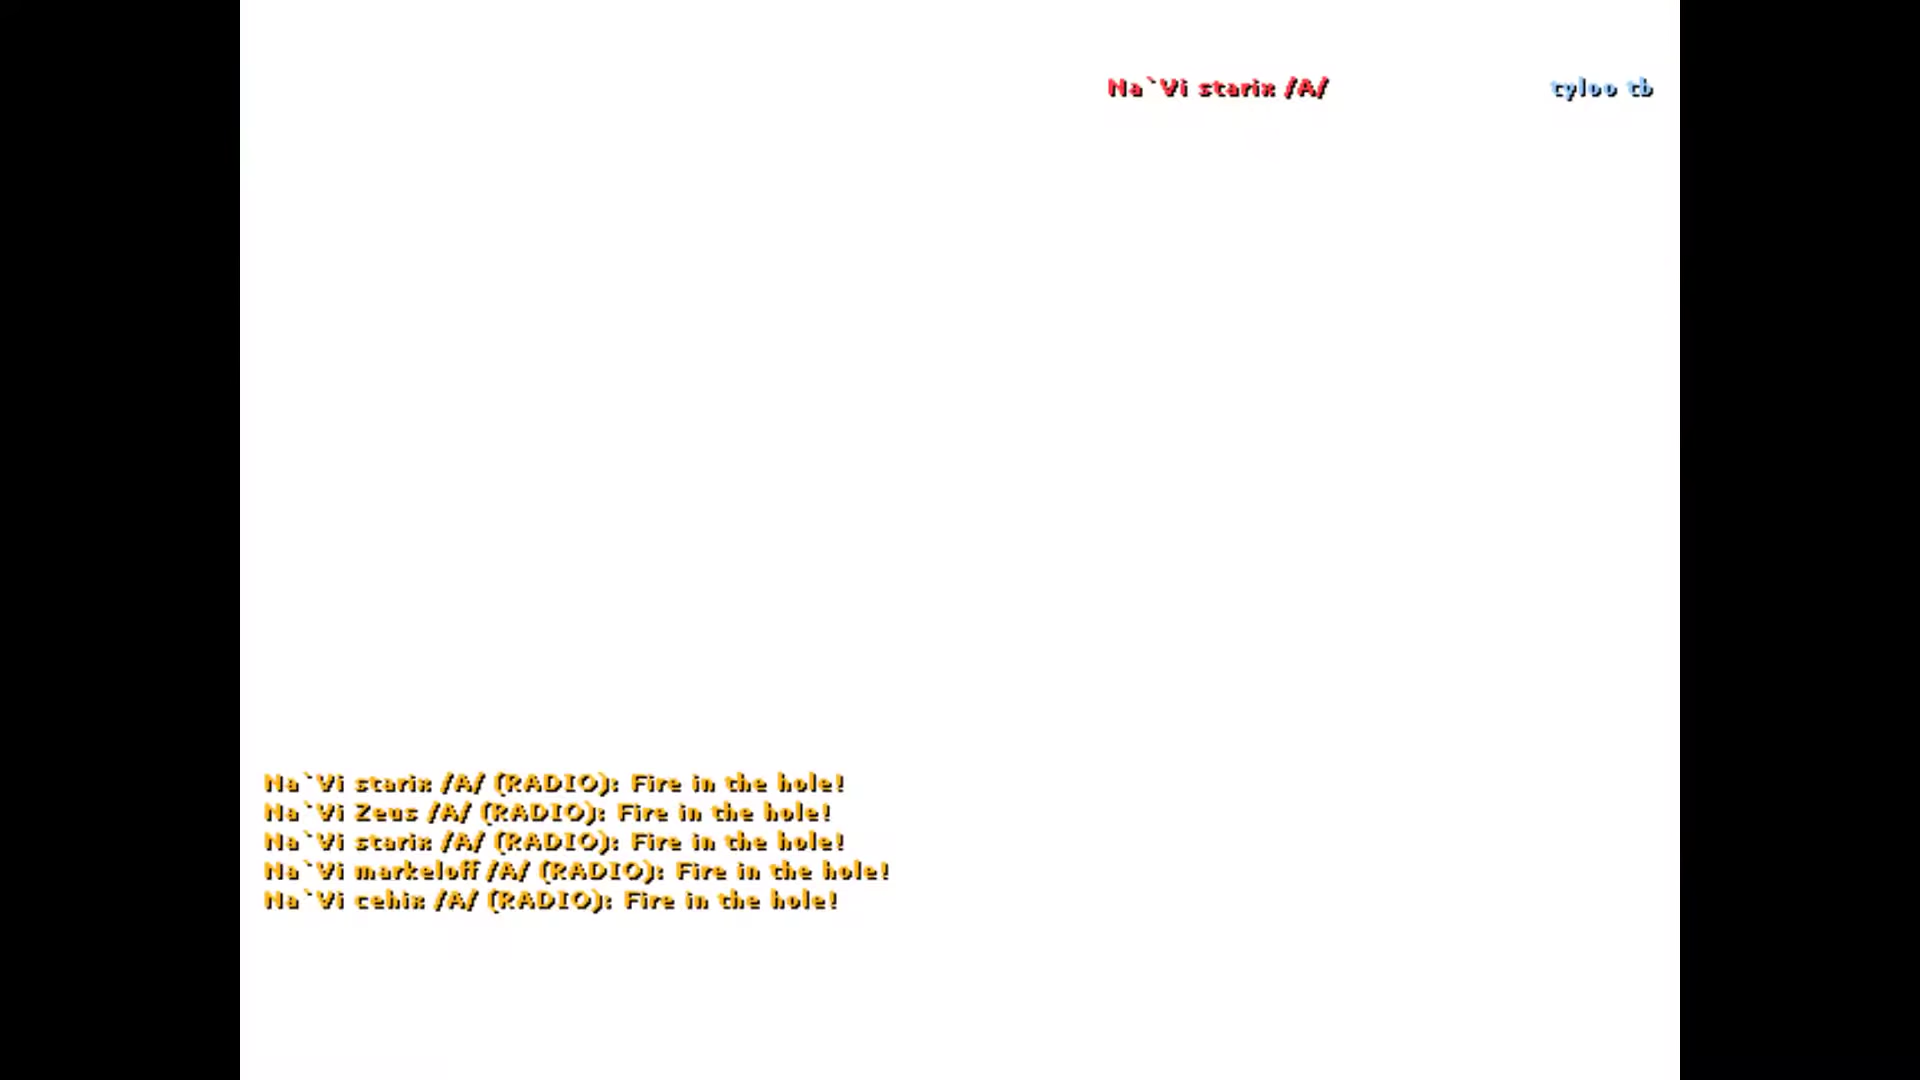 Na`Vi starix /A/ tyloo tb
Na`Vi starix /A/ (RADIO): Fire in the hole!
Na`Vi Zeus /A/ (RADIO): Fire in the hole!
Na`Vi starix /A/ (RADIO): Fire in the hole!
Na`Vi markeloff /A/ (RADIO): Fire in the hole!
Na`Vi cehix /A/ (RADIO): Fire in the hole!